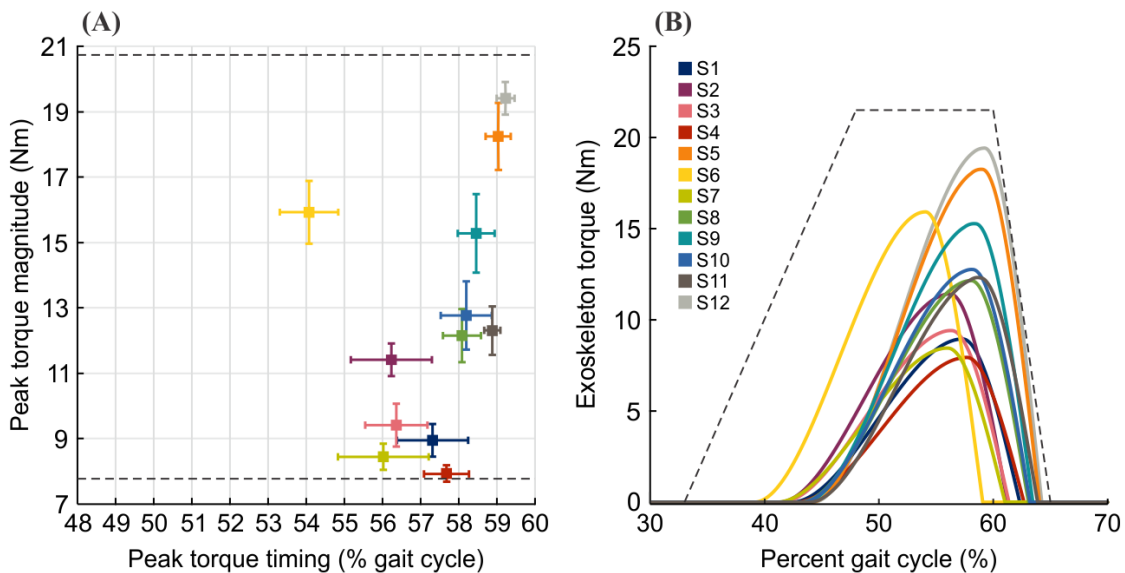 (A)
Peak torque magnitude (Nm)
21
19
17
15
13
11
9
7
48 49 50 51 52 53 54 55 56 57 58 59 60
Peak torque timing (% gait cycle)
(B)
Exoskeleton torque (Nm)
25
20
15
10
5
0
S1
S2
S3
S4
S5
S6
S7
S8
S9
S10
S11
S12
30 40 50 60 70
Percent gait cycle (%)